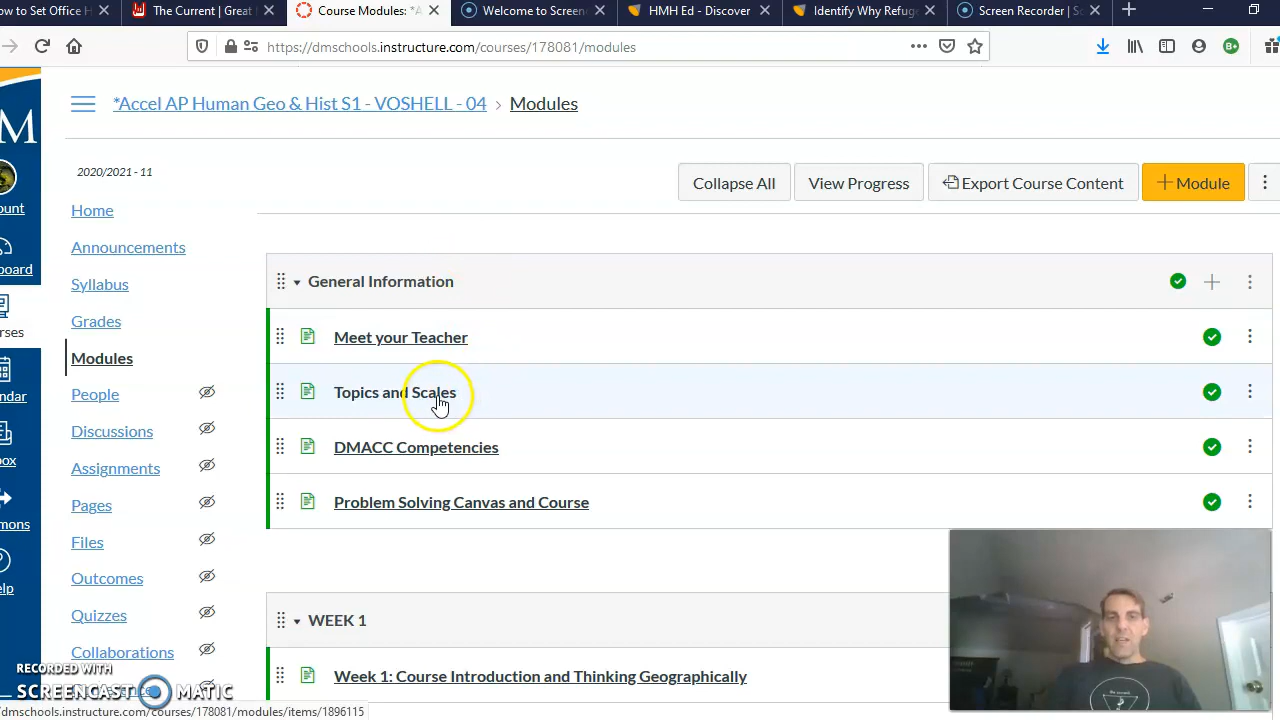 ow to Set Office H
The Current | Great
Course Modules: *A
Welcome to Screen
HMH Ed - Discover
Identify Why Refug
Screen Recorder | Sc
https://dmschools.instructure.com/courses/178081/modules
*Accel AP Human Geo & Hist S1 - VOSHELL - 04 > Modules
M
2020/2021 - 11
Collapse All
View Progress
Export Course Content
+ Module
ount
board
rses
ndar
box
mons
elp
Home
Announcements
Syllabus
Grades
Modules
People
Discussions
Assignments
Pages
Files
Outcomes
Quizzes
Collaborations
General Information
Meet your Teacher
Topics and Scales
DMACC Competencies
Problem Solving Canvas and Course
WEEK 1
Week 1: Course Introduction and Thinking Geographically
RECORDED WITH
SCREENCAST MATIC
/dmschools.instructure.com/courses/178081/modules/items/1896115